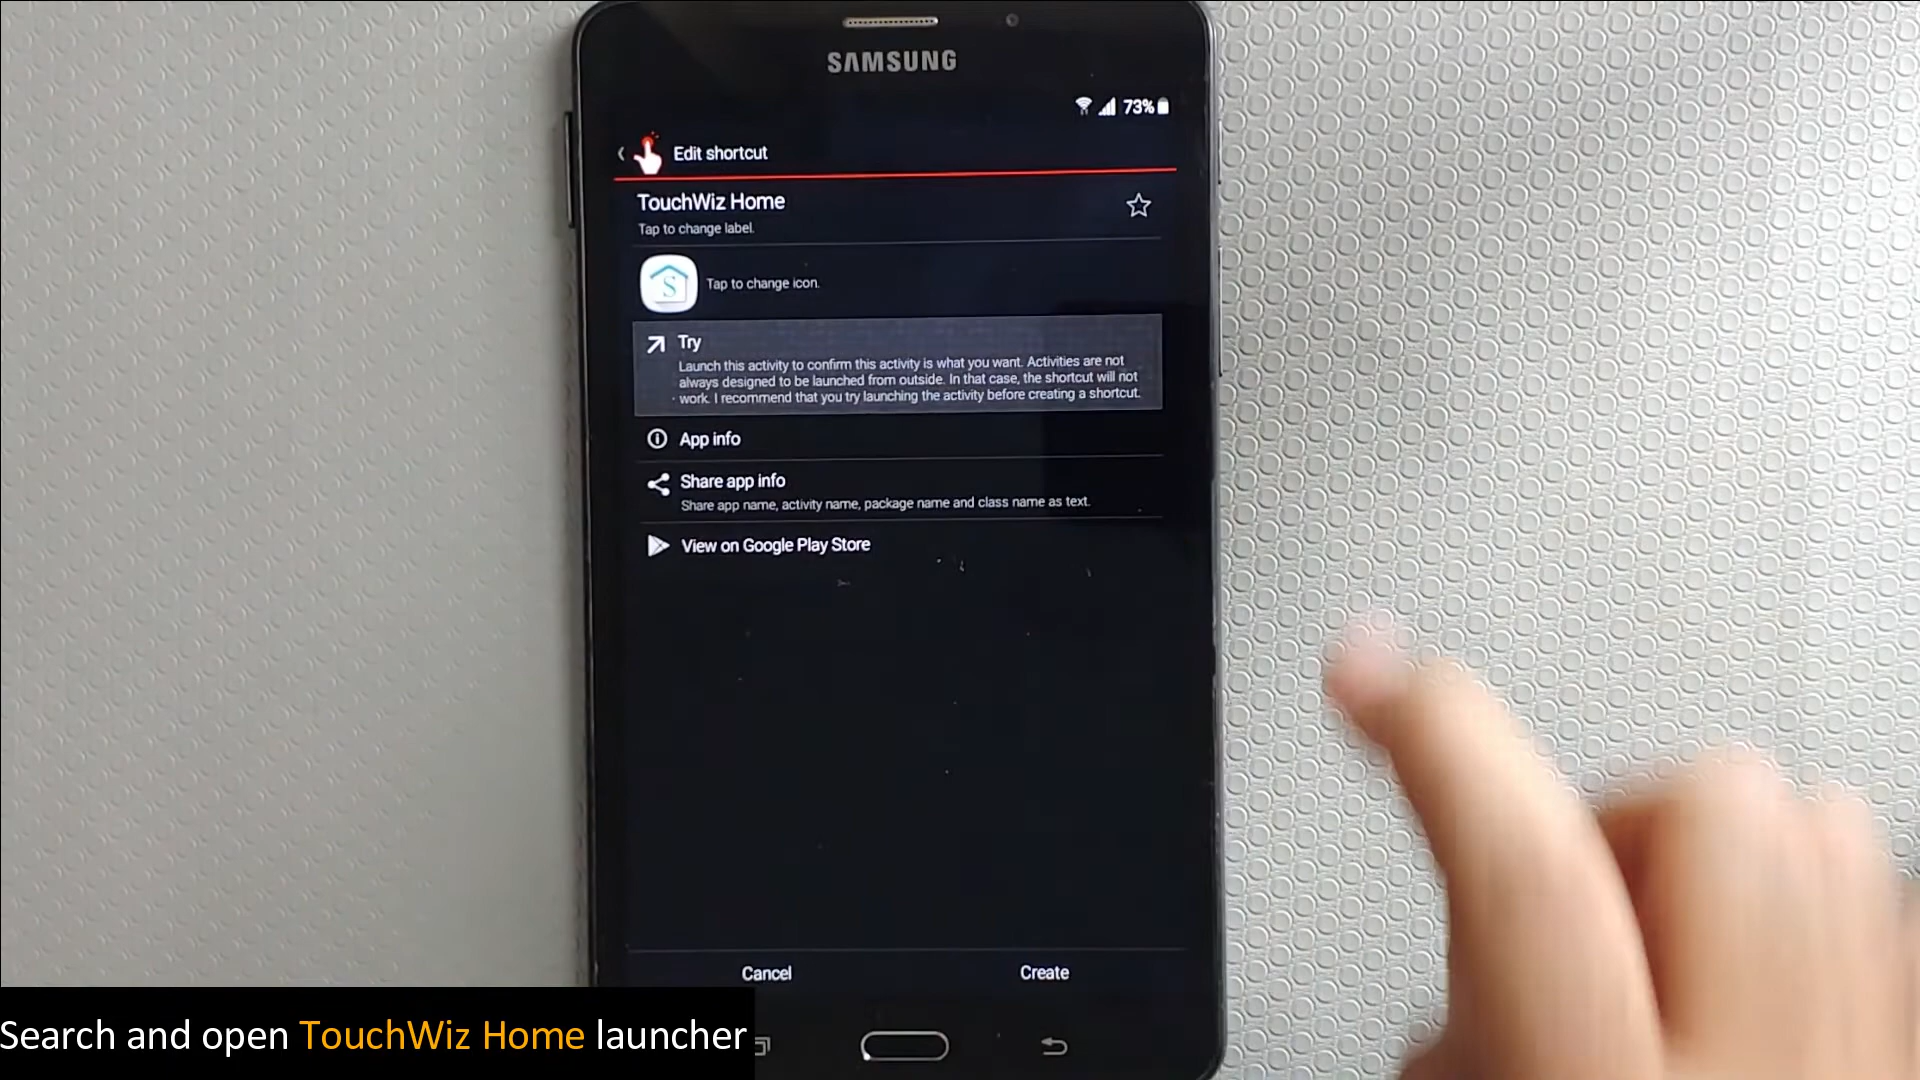 SAMSUNG
73%
Edit shortcut
TouchWiz Home
Tap to change label.
S
Tap to change icon.
Try
Launch this activity to confirm this activity is what you want. Activities are not
always designed to be launched from outside. In that case, the shortcut will not
work. I recommend that you try launching the activity before creating a shortcut.
App info
Share app info
Share app name, activity name, package name and class name as text.
View on Google Play Store
Cancel
Create
Search and open TouchWiz Home launcher